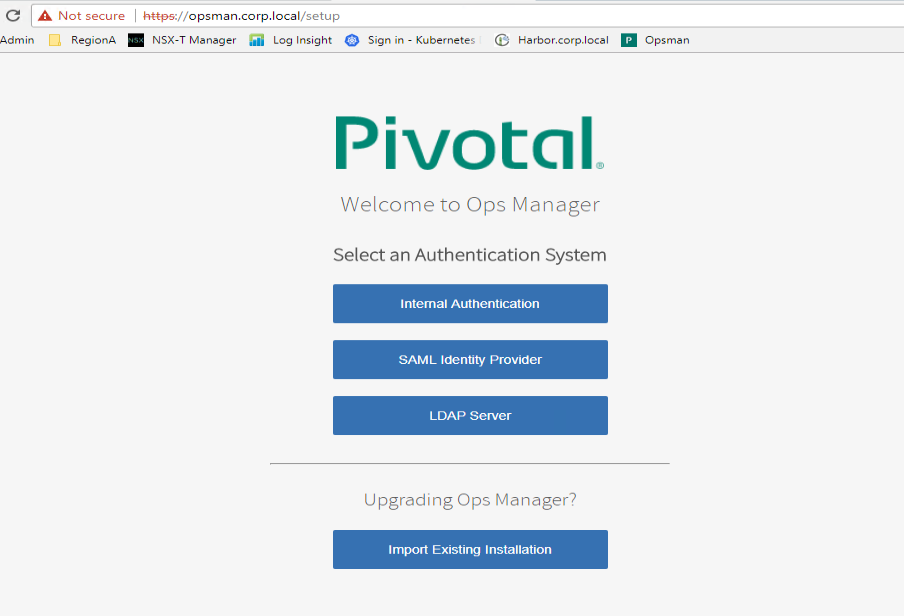 Not secure | https://opsman.corp.local/setup
Admin RegionA NSX NSX-T Manager Log Insight Sign in - Kubernetes Harbor.corp.local P Opsman
Pivotal®
Welcome to Ops Manager
Select an Authentication System
Internal Authentication
SAML Identity Provider
LDAP Server
Upgrading Ops Manager?
Import Existing Installation